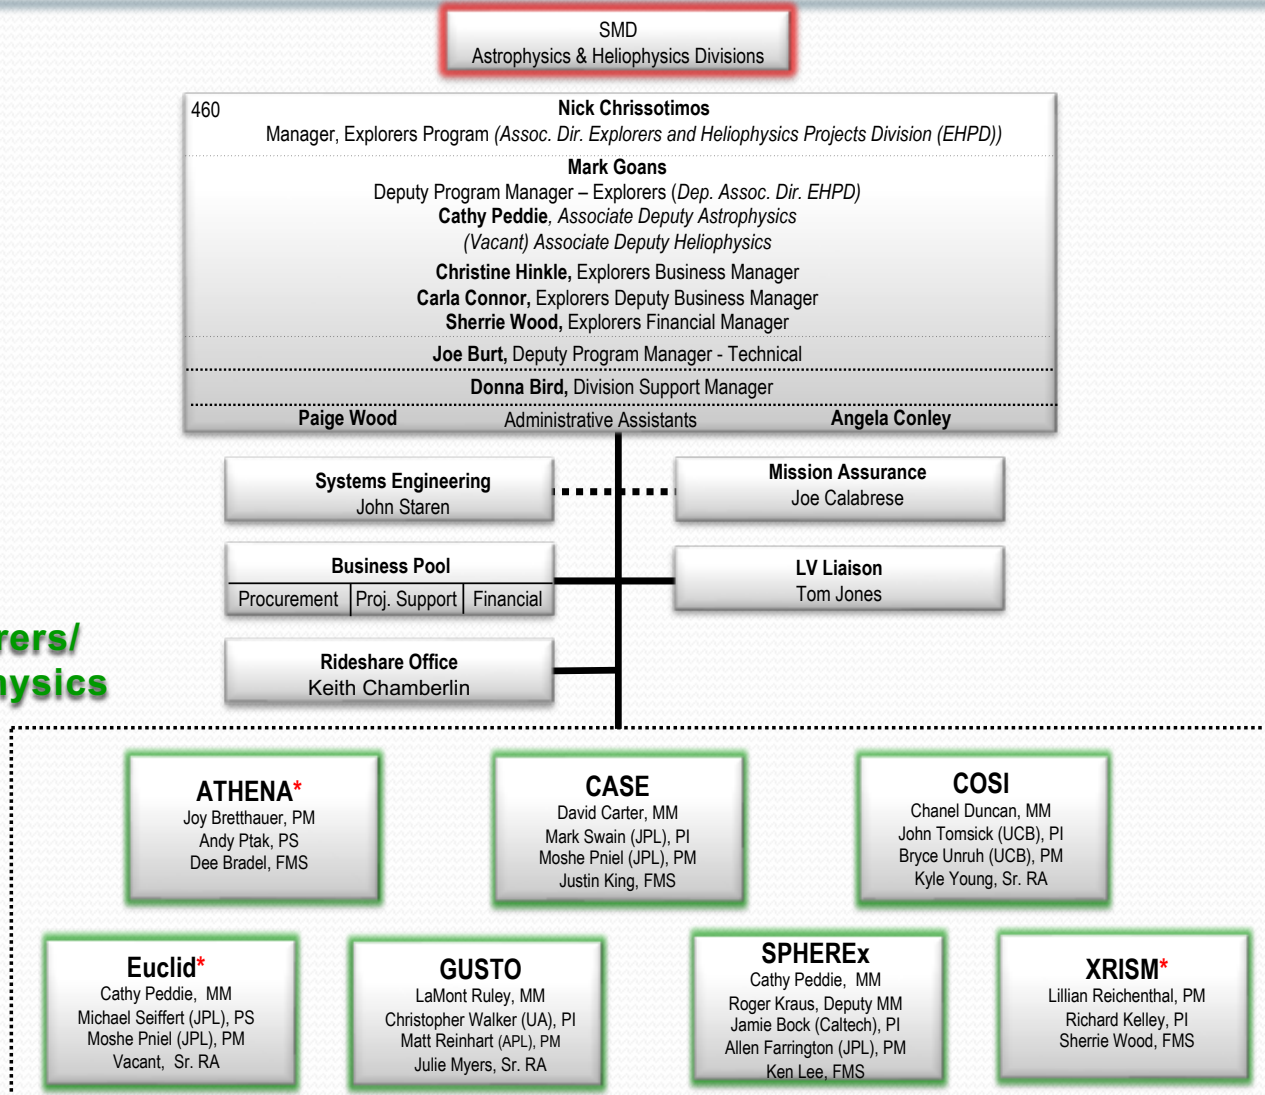 SMD
Astrophysics & Heliophysics Divisions
460
Nick Chrissotimos
Manager, Explorers Program (Assoc. Dir. Explorers and Heliophysics Projects Division (EHPD))
Mark Goans
Deputy Program Manager – Explorers (Dep. Assoc. Dir. EHPD)
Cathy Peddie, Associate Deputy Astrophysics
(Vacant) Associate Deputy Heliophysics
Christine Hinkle, Explorers Business Manager
Carla Connor, Explorers Deputy Business Manager
Sherrie Wood, Explorers Financial Manager
Joe Burt, Deputy Program Manager - Technical
Donna Bird, Division Support Manager
Paige Wood Administrative Assistants Angela Conley
Systems Engineering
John Staren
Mission Assurance
Joe Calabrese
Business Pool
Procurement Proj. Support Financial
LV Liaison
Tom Jones
Rideshare Office
Keith Chamberlin
rers/
hysics
ATHENA*
Joy Bretthauer, PM
Andy Ptak, PS
Dee Bradel, FMS
CASE
David Carter, MM
Mark Swain (JPL), PI
Moshe Pniel (JPL), PM
Justin King, FMS
COSI
Chanel Duncan, MM
John Tomsick (UCB), PI
Bryce Unruh (UCB), PM
Kyle Young, Sr. RA
Euclid*
Cathy Peddie, MM
Michael Seiffert (JPL), PS
Moshe Pniel (JPL), PM
Vacant, Sr. RA
GUSTO
LaMont Ruley, MM
Christopher Walker (UA), PI
Matt Reinhart (APL), PM
Julie Myers, Sr. RA
SPHEREx
Cathy Peddie, MM
Roger Kraus, Deputy MM
Jamie Bock (Caltech), PI
Allen Farrington (JPL), PM
Ken Lee, FMS
XRISM*
Lillian Reichenthal, PM
Richard Kelley, PI
Sherrie Wood, FMS